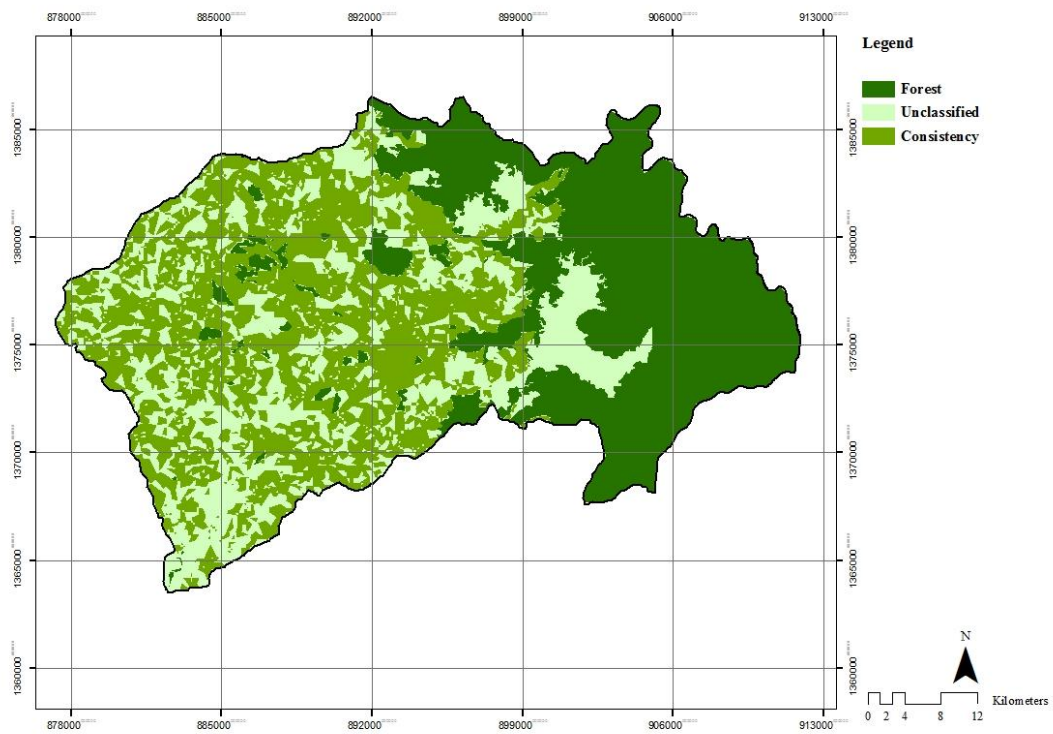 878000 885000 892000 899000 906000 913000
Legend
Forest
Unclassified
Consistency
1385000 1385000
1380000 1380000
1375000 1375000
1370000 1370000
1365000 1365000
1360000 1360000
N
Kilometers
0 2 4 8 12
878000 885000 892000 899000 906000 913000